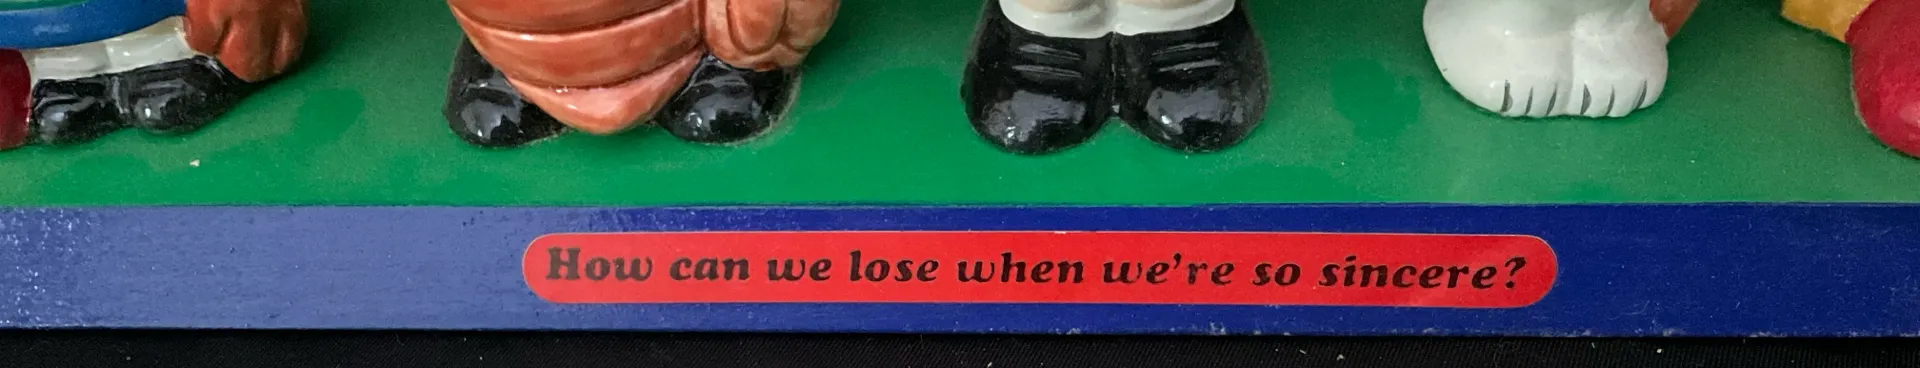 How can we lose when we're so sincere?